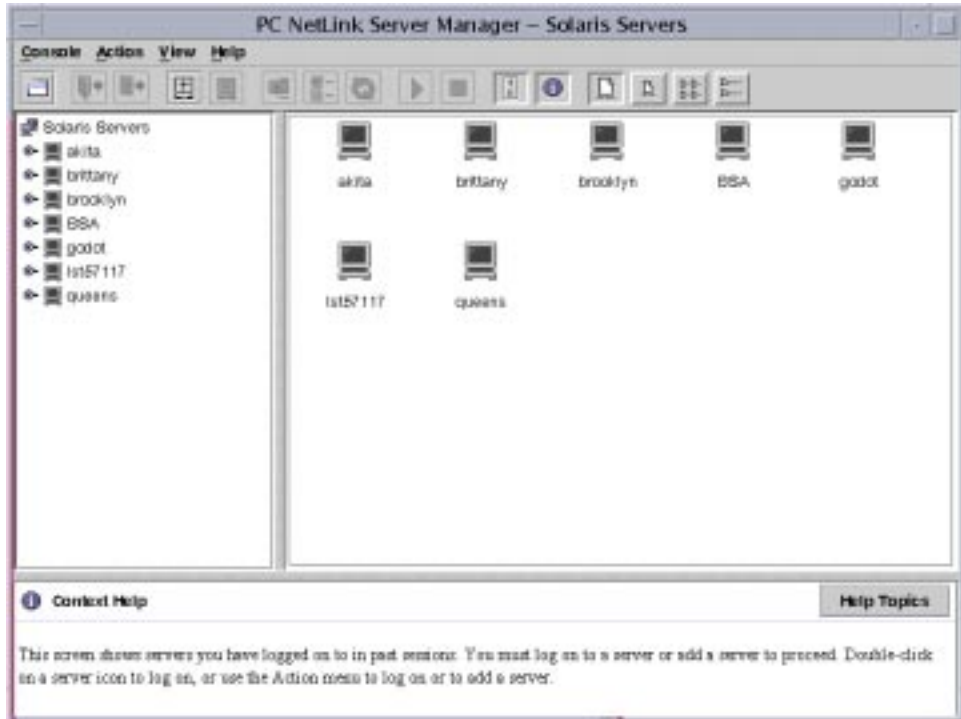 PC NetLink Server Manager – Solaris Servers
Console Action View Help
Solaris Servers
akita
brittany
brooklyn
BSA
godot
lst57117
queens
akita brittany brooklyn BSA godot
lst57117 queens
Context Help Help Topics
This screen shows servers you have logged on to in past sessions. You must log on to a server or add a server to proceed. Double-click
on a server icon to log on, or use the Action menu to log on or to add a server.